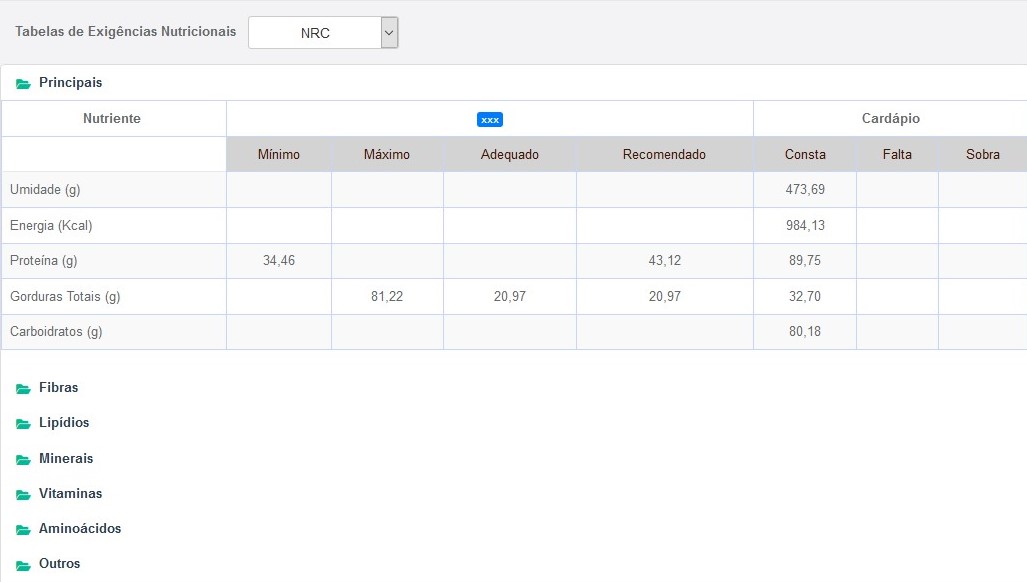 Tabelas de Exigências Nutricionais NRC
Principais
Nutriente xxx Cardápio
Mínimo Máximo Adequado Recomendado Consta Falta Sobra
Umidade (g) 473,69
Energia (Kcal) 984,13
Proteína (g) 34,46 43,12 89,75
Gorduras Totais (g) 81,22 20,97 20,97 32,70
Carboidratos (g) 80,18
Fibras
Lipídios
Minerais
Vitaminas
Aminoácidos
Outros